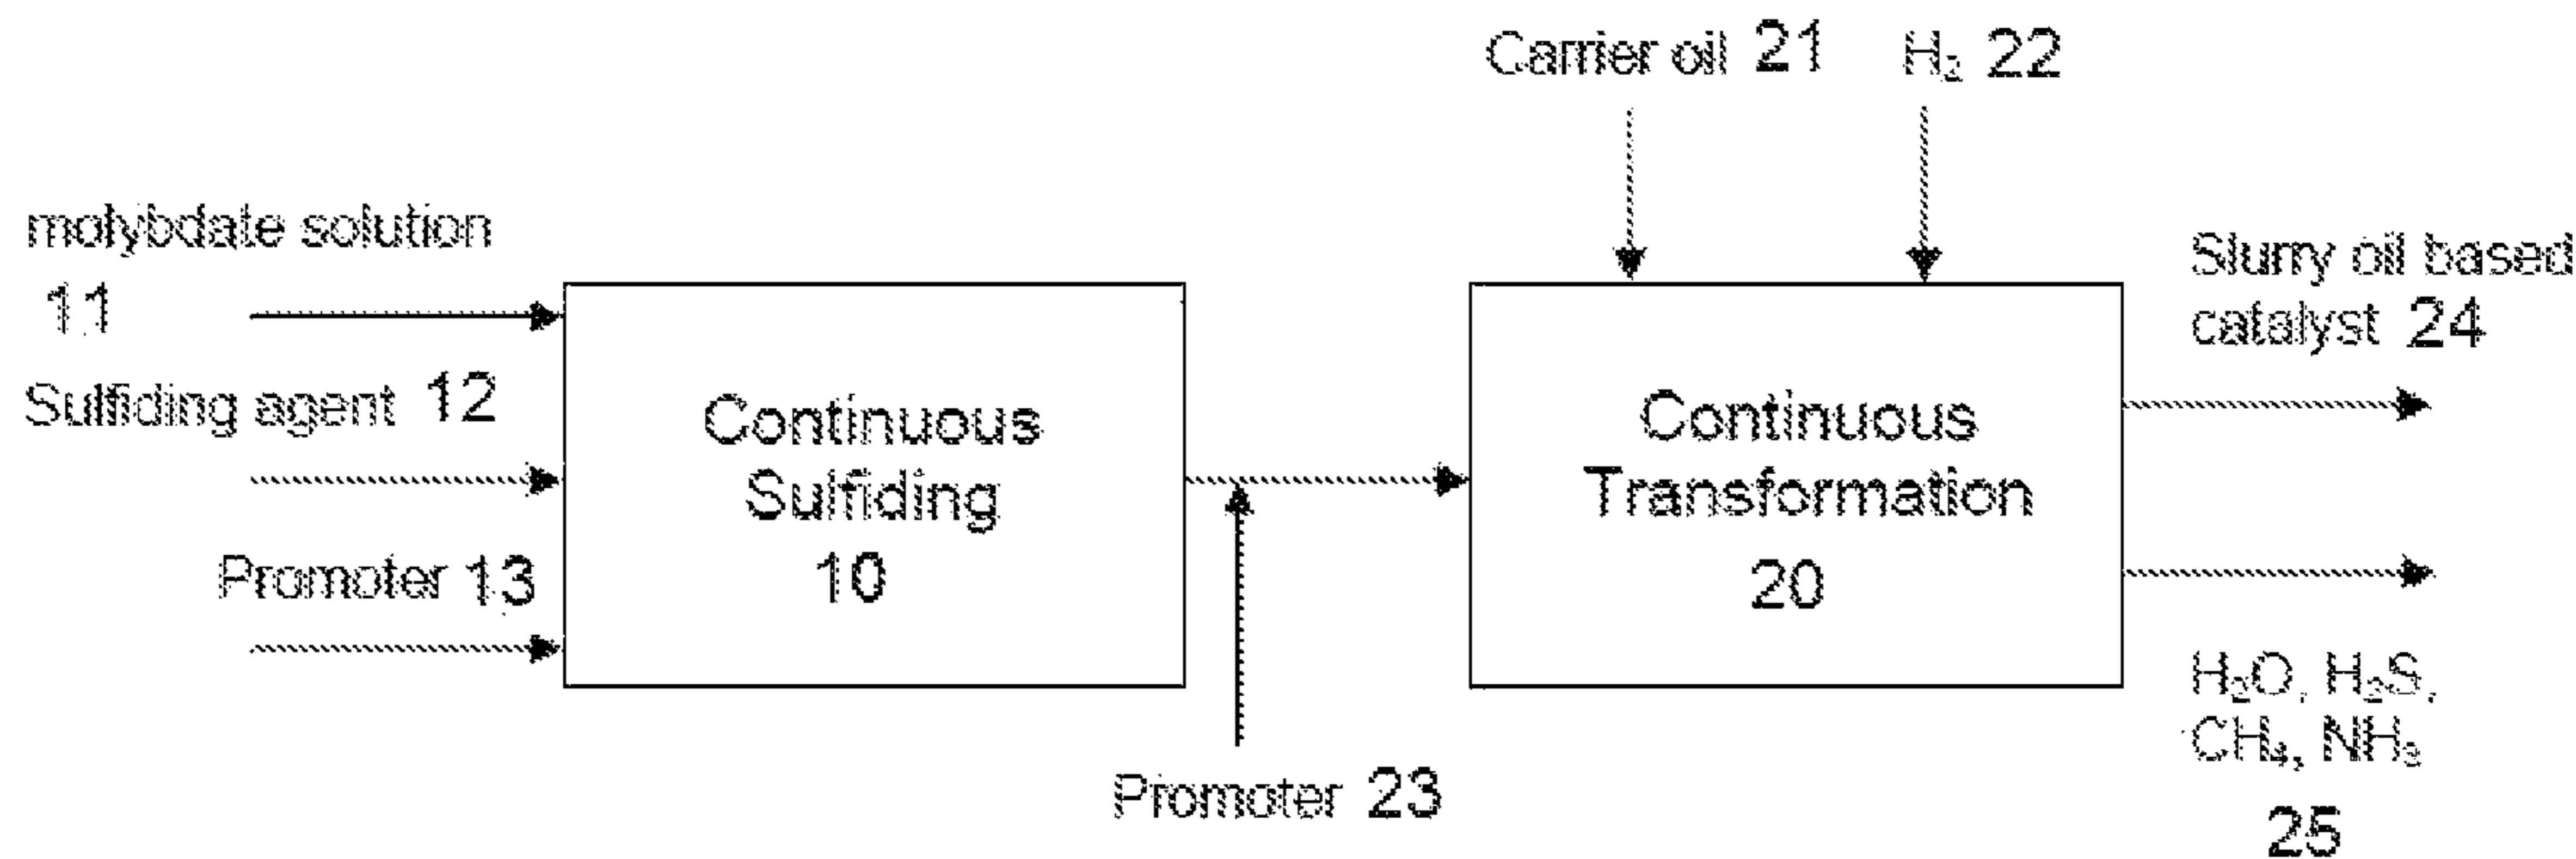 Carrier oil 21
H₂ 22
molybdate solution
11
Sulfiding agent 12
Promoter 13
Continuous
Sulfiding
10
Promoter 23
Continuous
Transformation
20
Slurry oil based
catalyst 24
H₂O, H₂S,
CH₄, NH₃
25